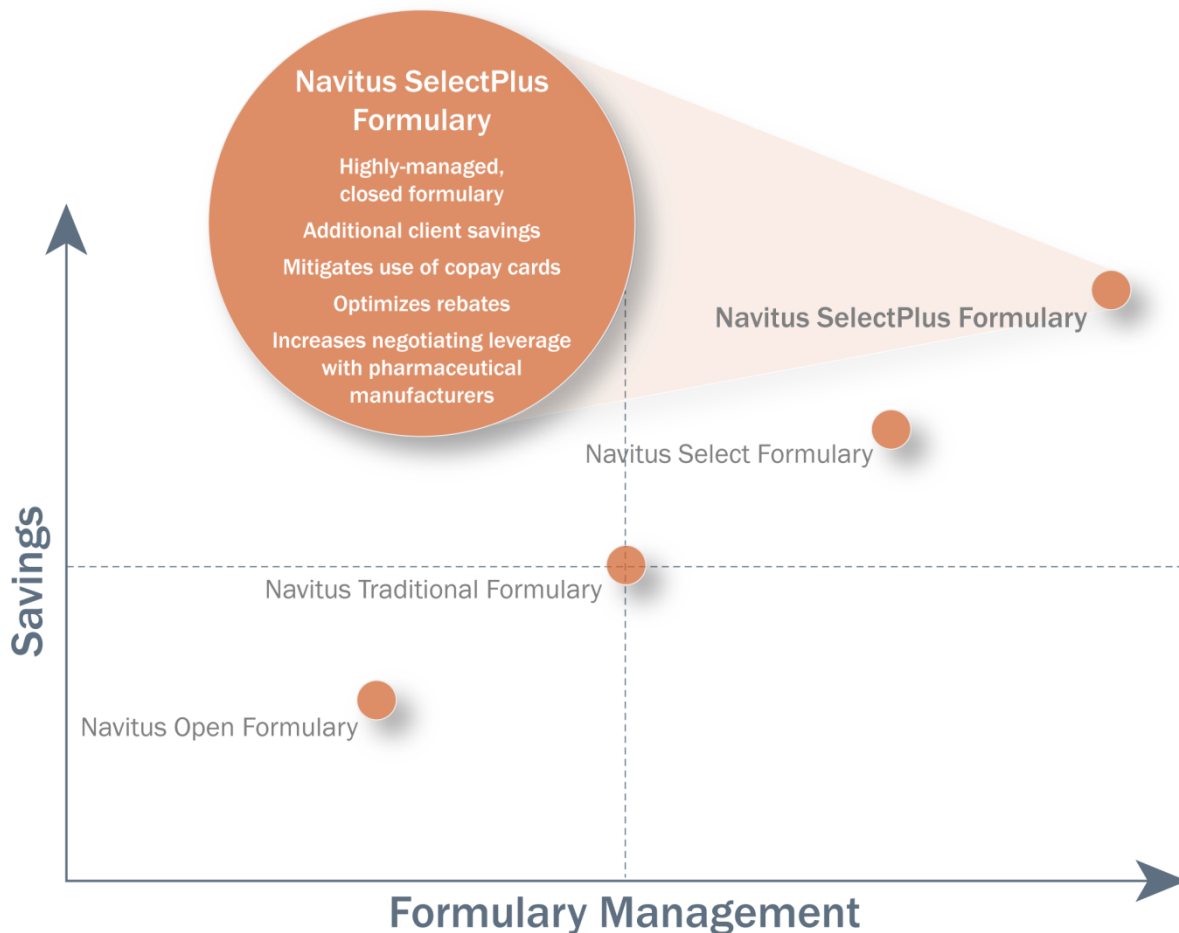 Navitus SelectPlus
Formulary
Highly-managed,
closed formulary
Additional client savings
Mitigates use of copay cards
Optimizes rebates
Increases negotiating leverage
with pharmaceutical
manufacturers
Navitus SelectPlus Formulary
Navitus Select Formulary
Navitus Traditional Formulary
Navitus Open Formulary
Savings
Formulary Management